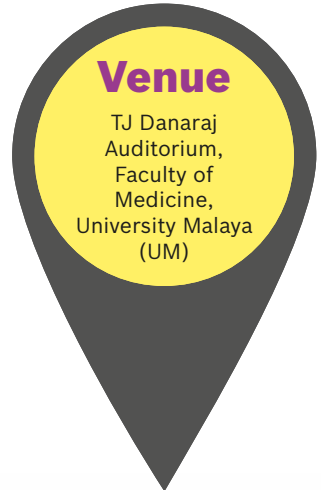 Venue
TJ Danaraj
Auditorium,
Faculty of
Medicine,
University Malaya
(UM)